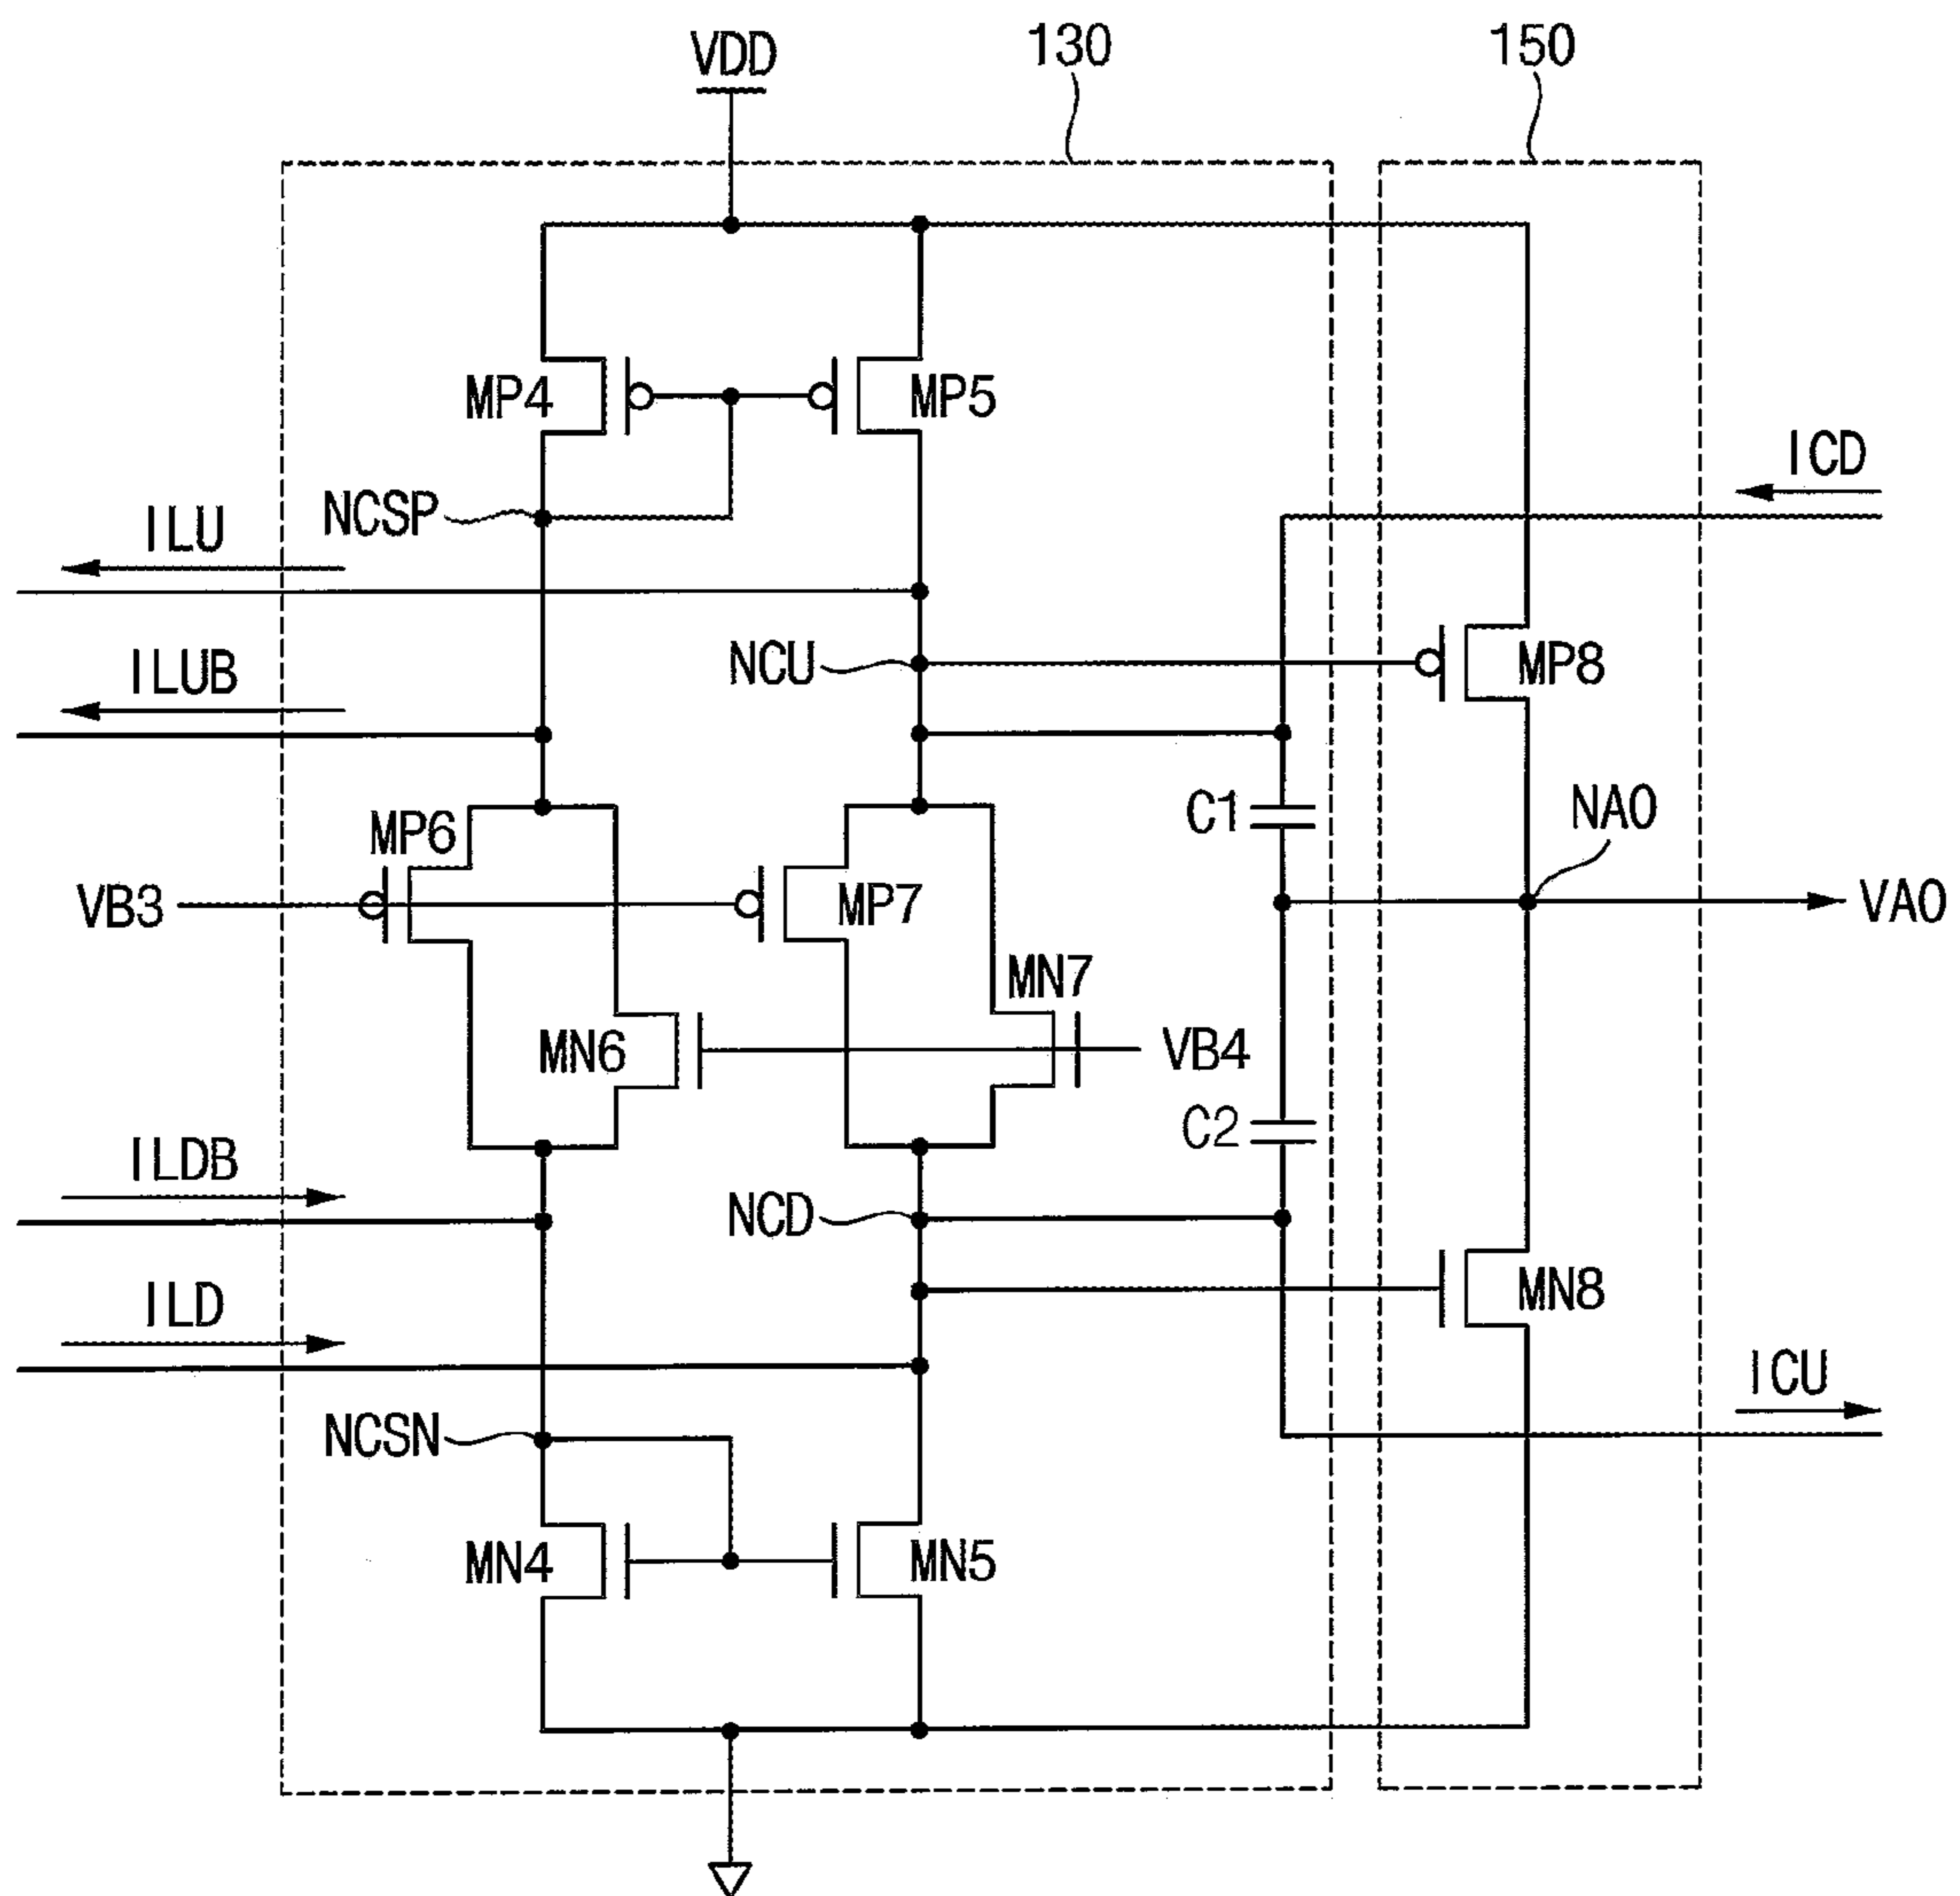 VDD
130
150
MP4
MP5
ICD
NCSP
ILU
NCU
MP8
ILUB
C1
NA0
MP6
VB3
MP7
VA0
MN7
MN6
VB4
C2
ILDB
NCD
MN8
ILD
ICU
NCSN
MN4
MN5